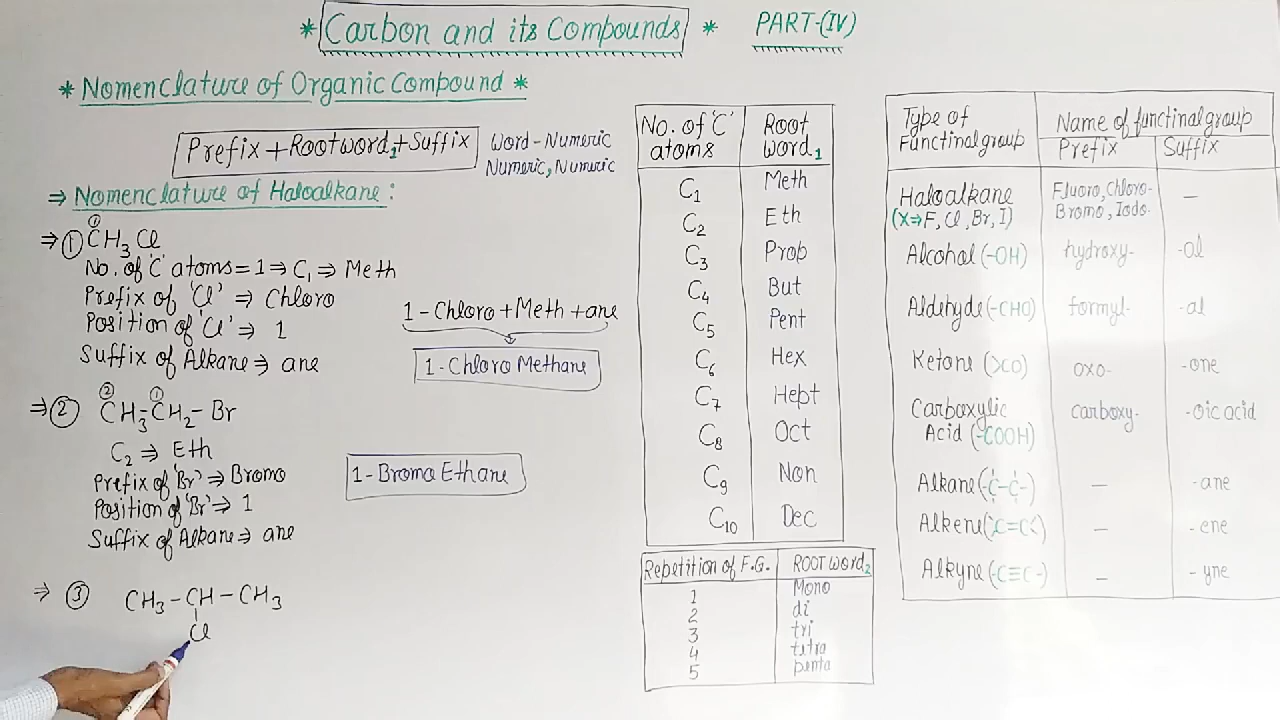 * Carbon and its Compounds * PART-(IV)
* Nomenclature of Organic Compound *
Prefix + Rootword₁ + Suffix
Word-Numeric
Numeric, Numeric
⇒ Nomenclature of Haloalkane:
⇒ ① CH₃Cl
①
No. of 'C' atoms = 1 ⇒ C₁ ⇒ Meth
Prefix of 'Cl' ⇒ Chloro
Position of 'Cl' ⇒ 1
Suffix of Alkane ⇒ ane
1-Chloro + Meth + ane
1-Chloro Methane
② ①
⇒ ② CH₃-CH₂-Br
C₂ ⇒ Eth
Prefix of 'Br' ⇒ Bromo
Position of 'Br' ⇒ 1
Suffix of Alkane ⇒ ane
1-Bromo Ethane
⇒ ③ CH₃-CH-CH₃
Cl
No. of 'C' atoms Root word₁
C₁ Meth
C₂ Eth
C₃ Prop
C₄ But
C₅ Pent
C₆ Hex
C₇ Hept
C₈ Oct
C₉ Non
C₁₀ Dec
Repetition of F.G. ROOT word₂
1 Mono
2 di
3 tri
4 tetra
5 penta
Type of Functinal group
Name of functinal group
Prefix Suffix
Haloalkane Fluoro, Chloro- —
(X⇒F, Cl, Br, I) Bromo, Iodo-
Alcohol (-OH) hydroxy- -ol
Aldehyde (-CHO) formyl- -al
Ketone (>CO) oxo- -one
Carboxylic Acid (-COOH) carboxy- -oic acid
Alkane (-C-C-) — -ane
Alkene (>C=C<) — -ene
Alkyne (-C≡C-) — -yne